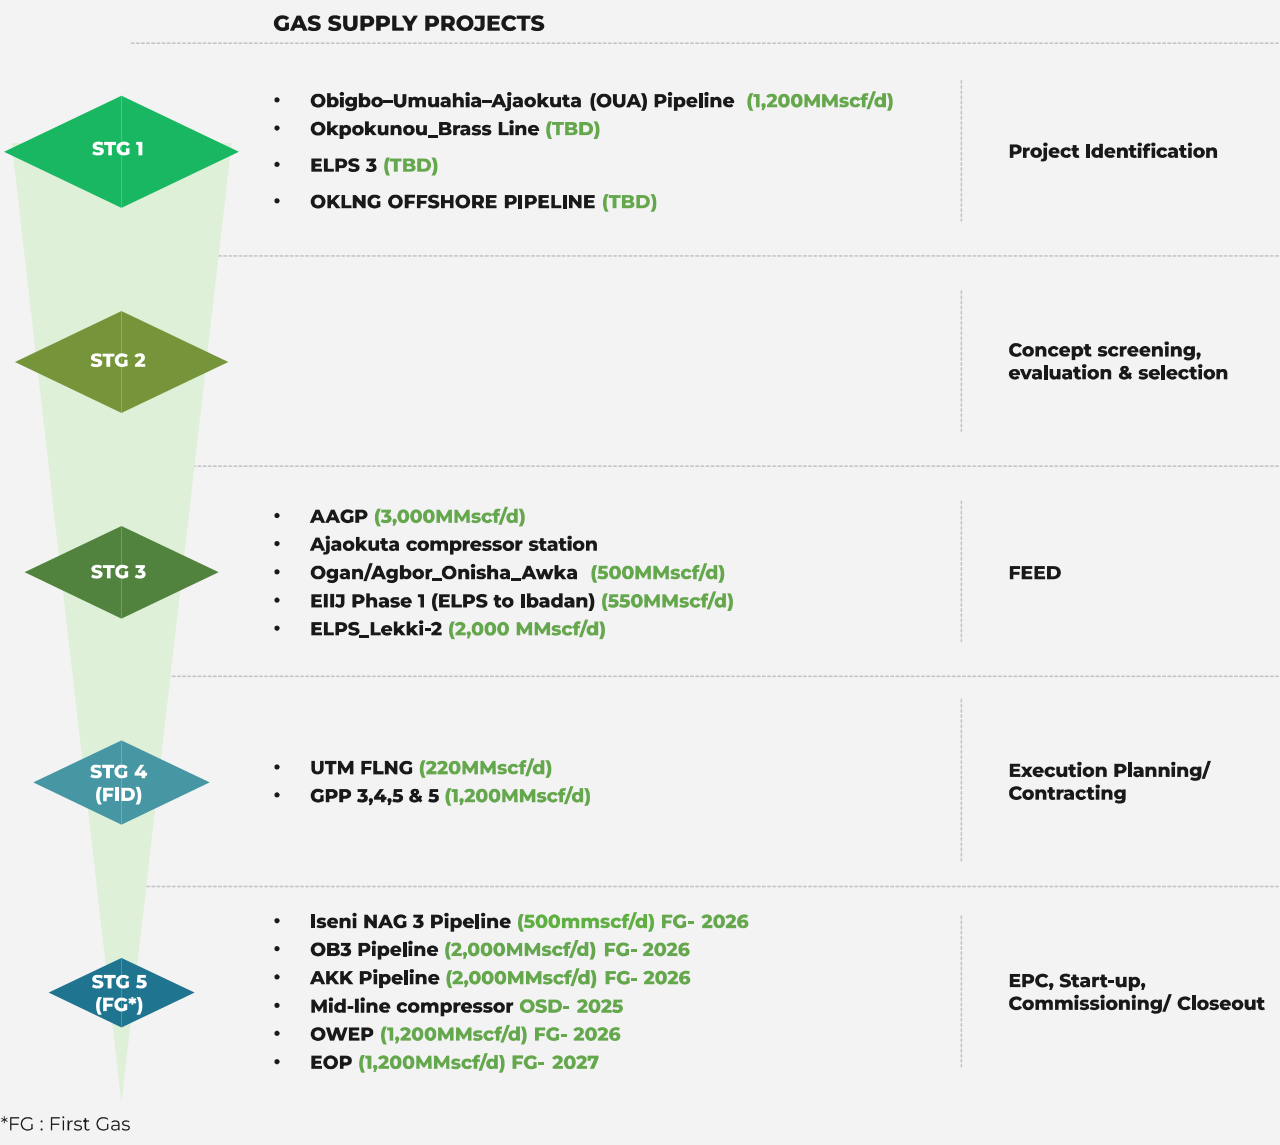 GAS SUPPLY PROJECTS
STG 1
• Obigbo–Umuahia–Ajaokuta (OUA) Pipeline (1,200MMscf/d)
• Okpokunou_Brass Line (TBD)
• ELPS 3 (TBD)
• OKLNG OFFSHORE PIPELINE (TBD)
Project Identification
STG 2
Concept screening,
evaluation & selection
STG 3
• AAGP (3,000MMscf/d)
• Ajaokuta compressor station
• Ogan/Agbor_Onisha_Awka (500MMscf/d)
• EIIJ Phase 1 (ELPS to Ibadan) (550MMscf/d)
• ELPS_Lekki-2 (2,000 MMscf/d)
FEED
STG 4
(FID)
• UTM FLNG (220MMscf/d)
• GPP 3,4,5 & 5 (1,200MMscf/d)
Execution Planning/
Contracting
STG 5
(FG*)
• Iseni NAG 3 Pipeline (500mmscf/d) FG- 2026
• OB3 Pipeline (2,000MMscf/d) FG- 2026
• AKK Pipeline (2,000MMscf/d) FG- 2026
• Mid-line compressor OSD- 2025
• OWEP (1,200MMscf/d) FG- 2026
• EOP (1,200MMscf/d) FG- 2027
EPC, Start-up,
Commissioning/ Closeout
*FG : First Gas